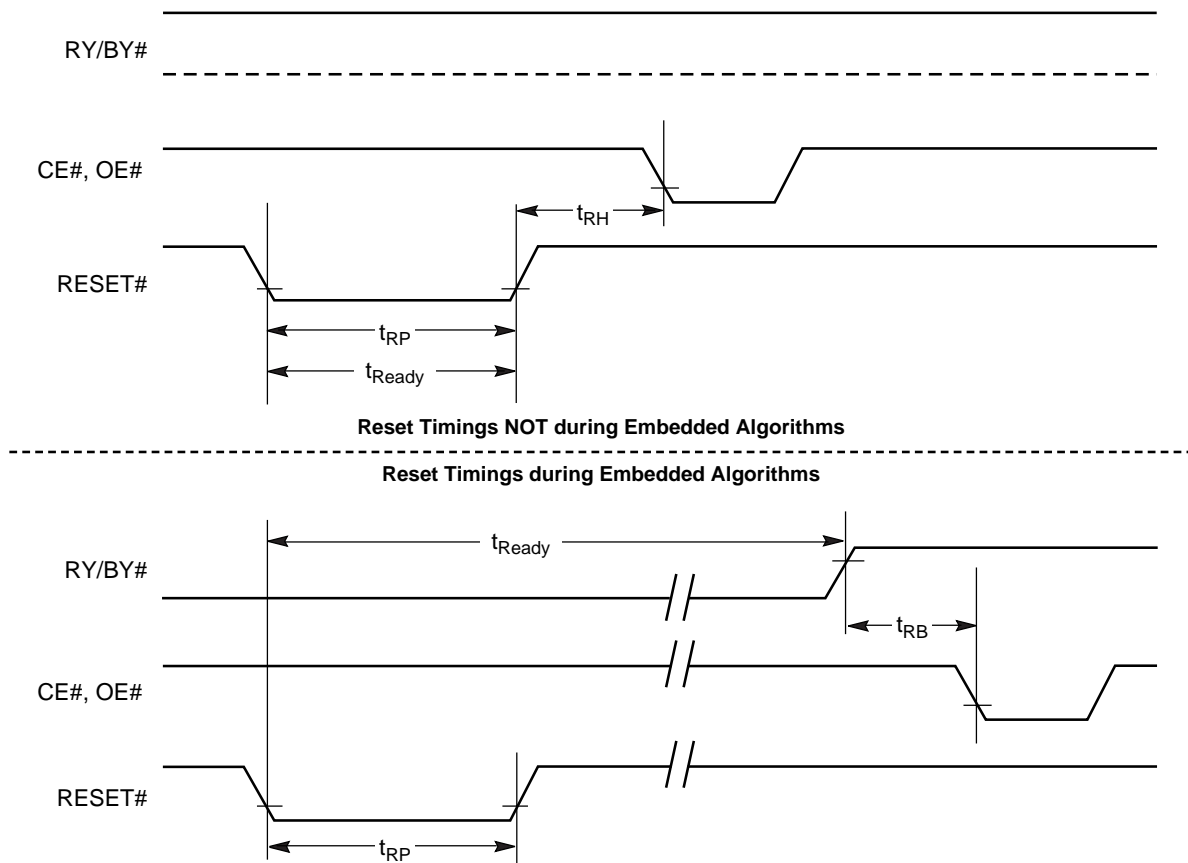 RY/BY#
CE#, OE#
tRH
RESET#
tRP
tReady
Reset Timings NOT during Embedded Algorithms
Reset Timings during Embedded Algorithms
tReady
RY/BY#
tRB
CE#, OE#
RESET#
tRP